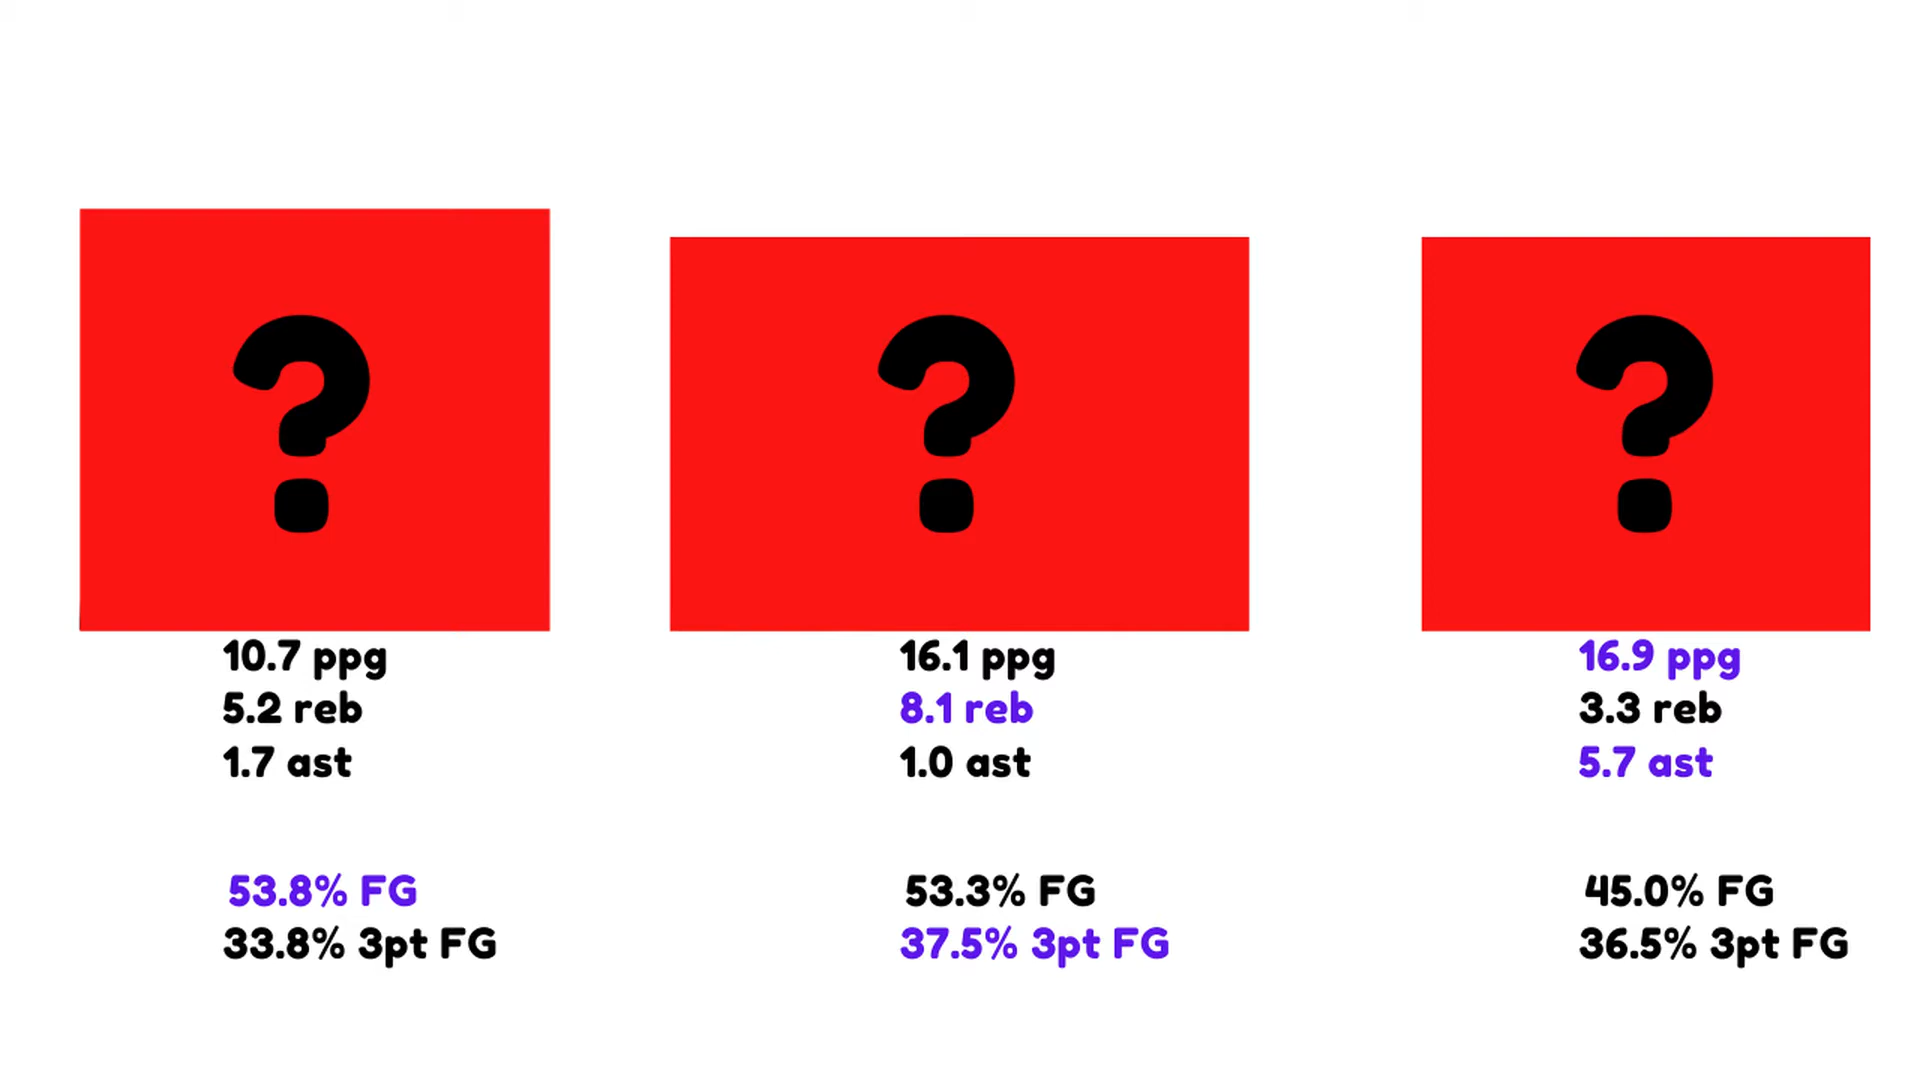 ?
10.7 ppg
5.2 reb
1.7 ast
53.8% FG
33.8% 3pt FG
?
16.1 ppg
8.1 reb
1.0 ast
53.3% FG
37.5% 3pt FG
?
16.9 ppg
3.3 reb
5.7 ast
45.0% FG
36.5% 3pt FG